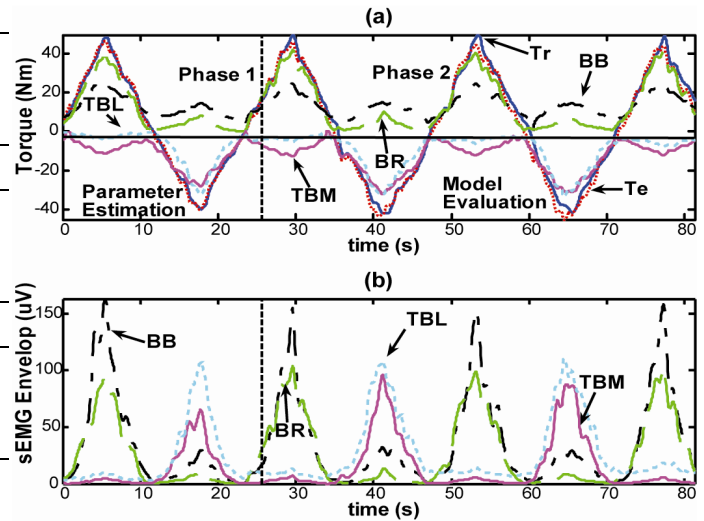 (a)
Torque (Nm)
40
20
0
-20
-40
Phase 1
Phase 2
Tr
BB
TBL
BR
TBM
Parameter
Estimation
Model
Evaluation
Te
0 10 20 30 40 50 60 70 80
time (s)
(b)
sEMG Envelop (uV)
150
100
50
0
BB
BR
TBL
TBM
0 10 20 30 40 50 60 70 80
time (s)